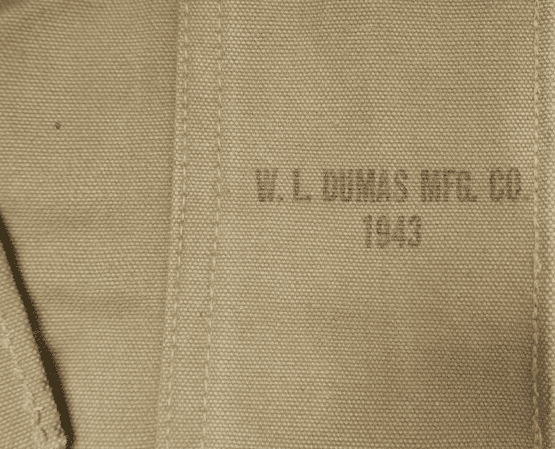 W. L. DUMAS MFG. CO.
1943